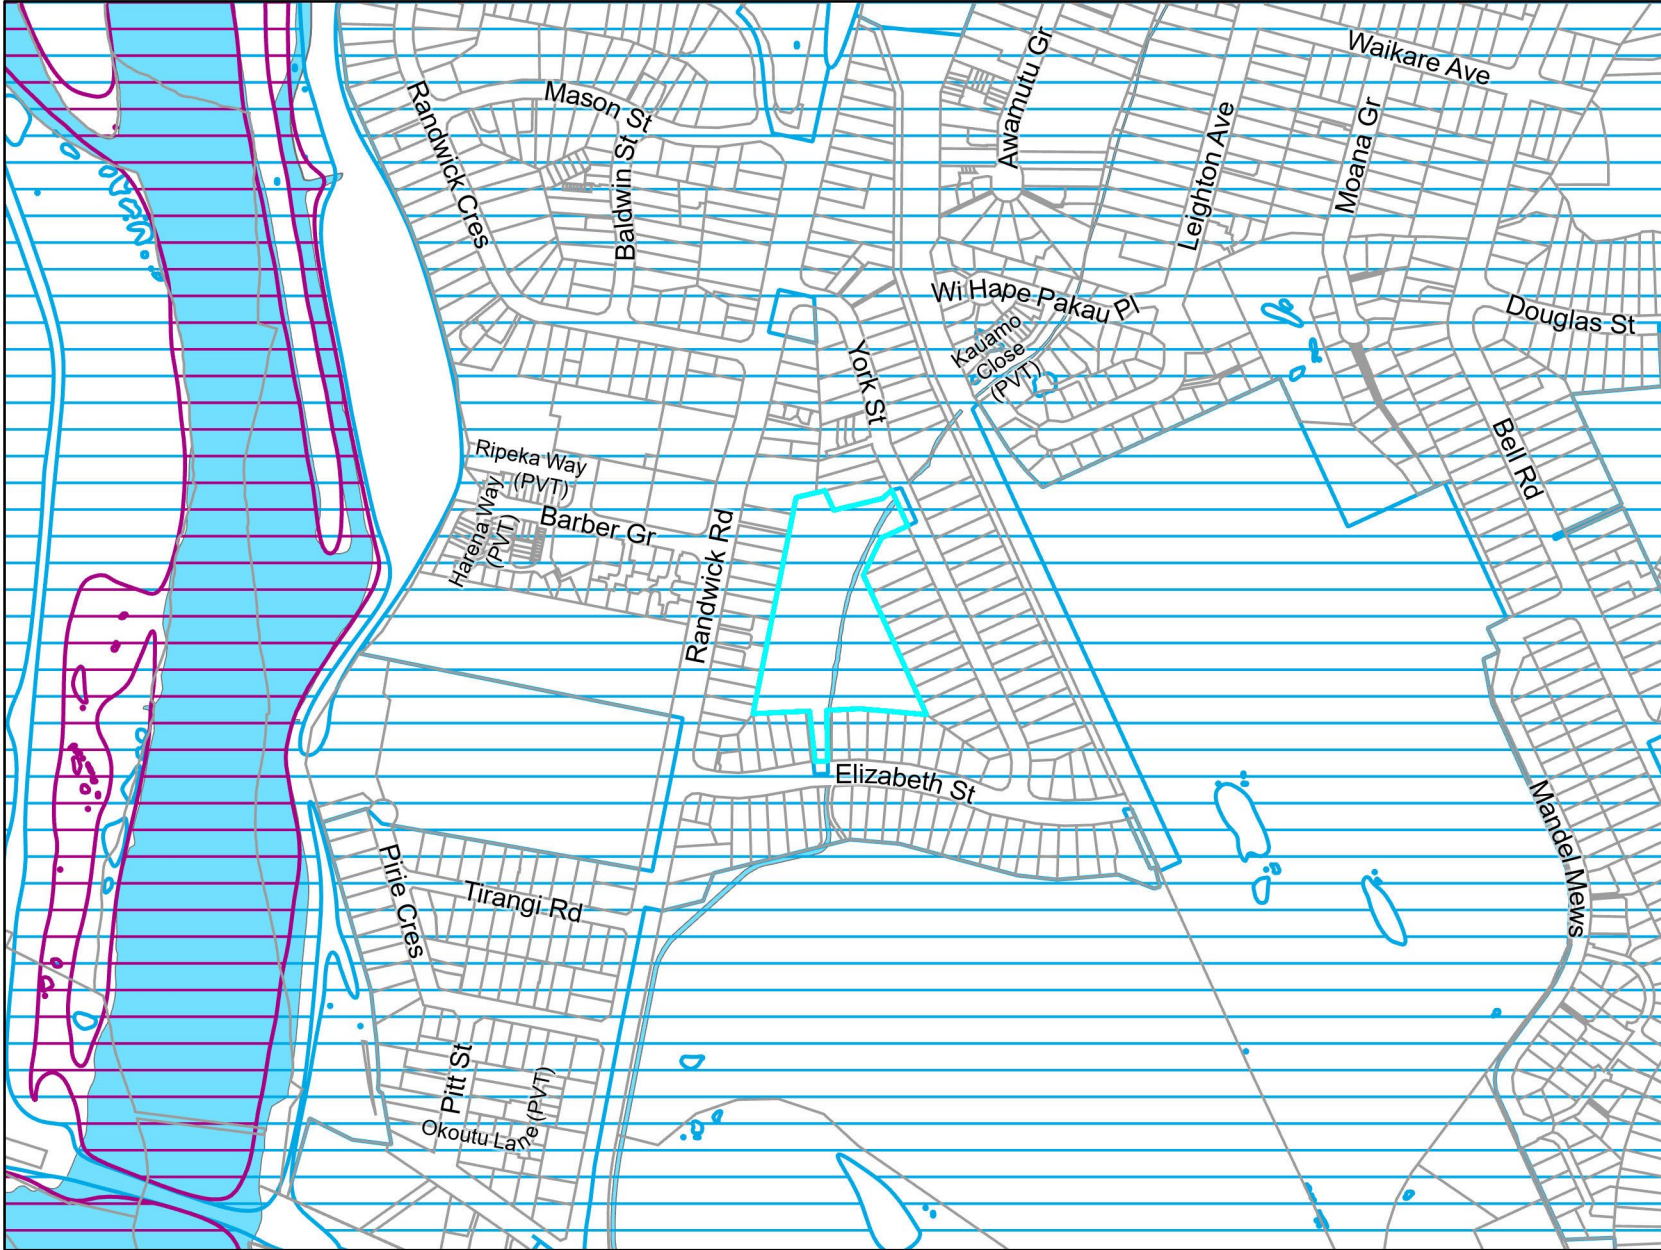 Waikare Ave
Awamutu Gr
Randwick Cres
Mason St
Baldwin St
Leighton Ave
Moana Gr
Wi Hape Pakau Pl
Kauamo
Close
(PVT)
Douglas St
York St
Ripeka Way
(PVT)
Harena Way
(PVT)
Barber Gr
Bell Rd
Randwick Rd
Elizabeth St
Mandel Mews
Pirie Cres
Tirangi Rd
Pitt St
Okoutu Lane (PVT)